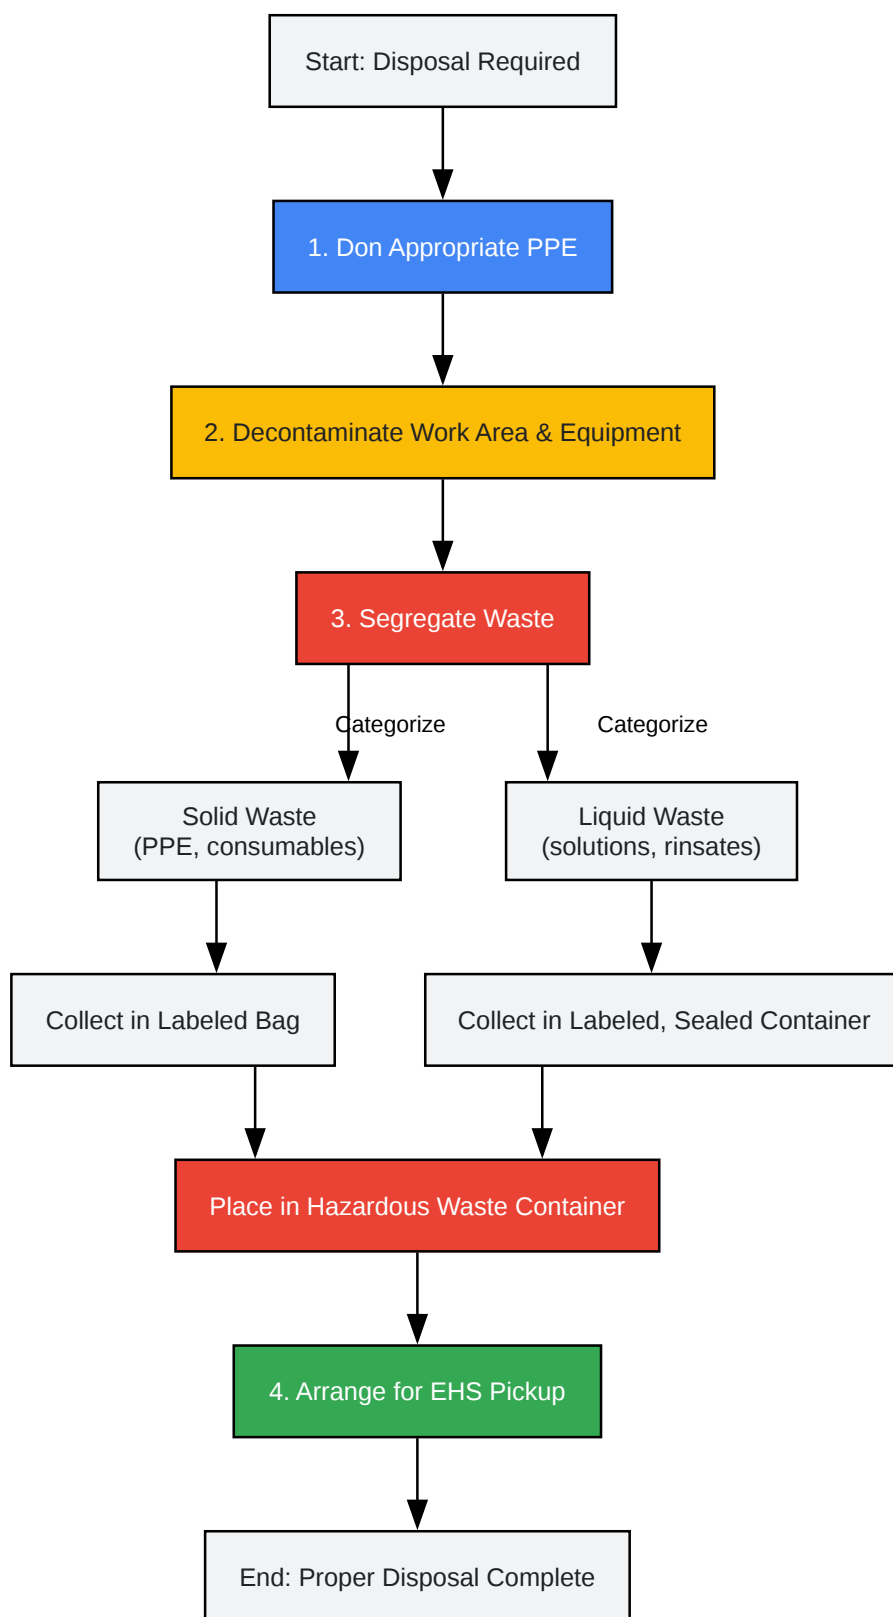 Start: Disposal Required
1. Don Appropriate PPE
2. Decontaminate Work Area & Equipment
3. Segregate Waste
Categorize
Categorize
Solid Waste
(PPE, consumables)
Liquid Waste
(solutions, rinsates)
Collect in Labeled Bag
Collect in Labeled, Sealed Container
Place in Hazardous Waste Container
4. Arrange for EHS Pickup
End: Proper Disposal Complete